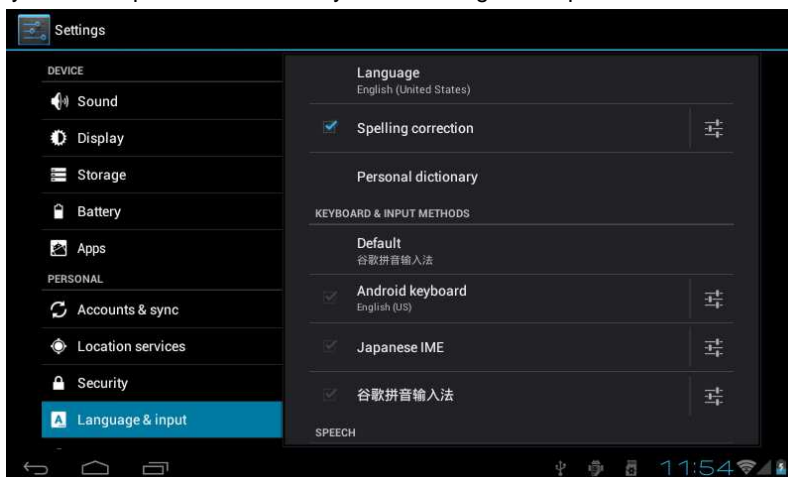 Settings
DEVICE
Sound
Display
Storage
Battery
Apps
PERSONAL
Accounts & sync
Location services
Security
A Language & input
Language
English (United States)
Spelling correction
Personal dictionary
KEYBOARD & INPUT METHODS
Default
谷歌拼音输入法
Android keyboard
English (US)
Japanese IME
谷歌拼音输入法
SPEECH
11:54